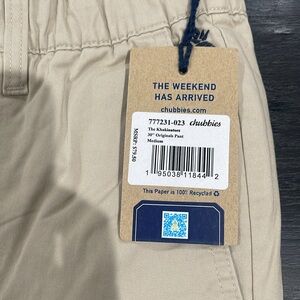 THE WEEKEND
HAS ARRIVED
chubbies.com
777231-023 chubbies
The Khakinators
30" Originals Pant
Medium
MSRP: $79.50
1 95038 11844 2
This Paper is 100% Recycled